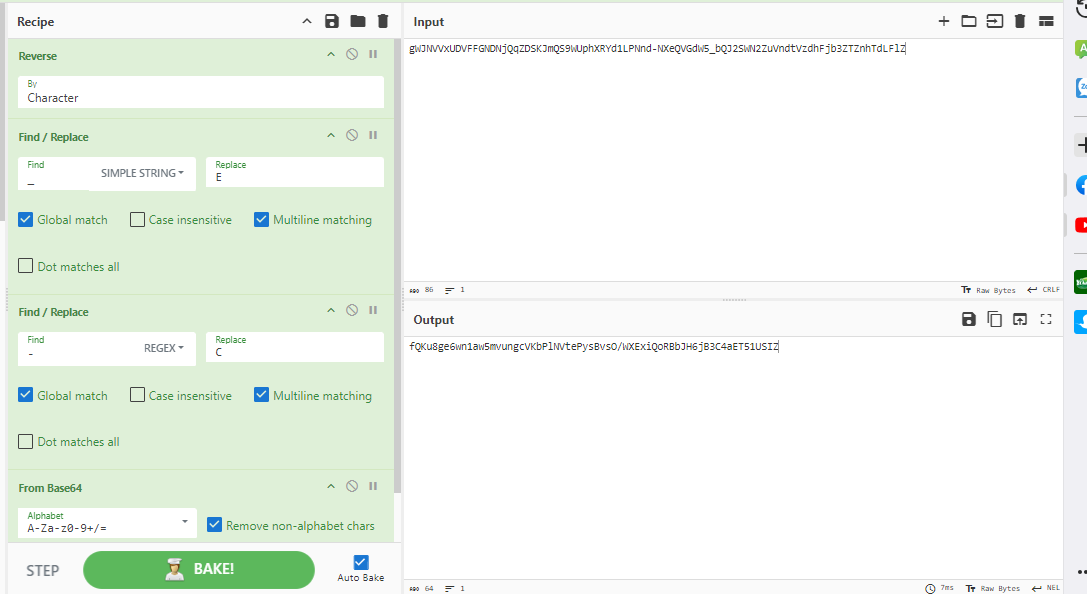 Recipe
Reverse
By
Character
Find / Replace
Find
_
SIMPLE STRING
Replace
E
Global match
Case insensitive
Multiline matching
Dot matches all
Find / Replace
Find
-
REGEX
Replace
C
Global match
Case insensitive
Multiline matching
Dot matches all
From Base64
Alphabet
A-Za-z0-9+/=
Remove non-alphabet chars
STEP
BAKE!
Auto Bake
Input
gWJNVVxUDVFFGNDNjQqZDSKJmQS9WUphXRYd1LPNnd-NXeQVGdW5_bQJ2SWN2ZuVndtVzdhFjb3ZTZnhTdLFlZ
ABC 86 1
Raw Bytes
CRLF
Output
fQKu8ge6wn1aw5mvungcVKbPlNVtePysBvsO/WXExiQoRBbJH6jB3C4aET51USIZ
ABC 64 1
7ms
Raw Bytes
NEL